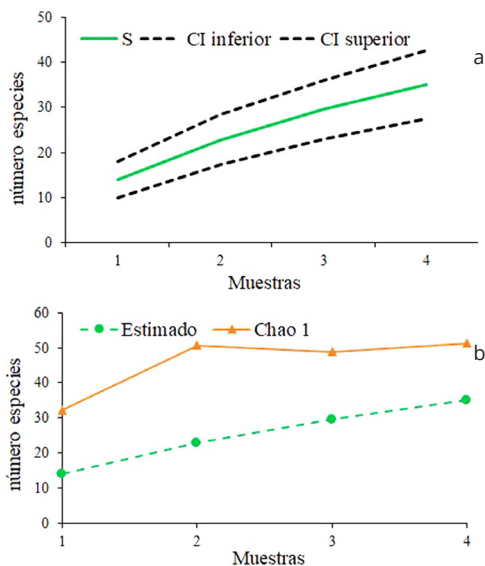 50
S CI inferior CI superior
a
40
30
20
10
0
número especies
1 2 3 4
Muestras
60
Estimado Chao 1
b
50
40
30
20
10
0
número especies
1 2 3 4
Muestras